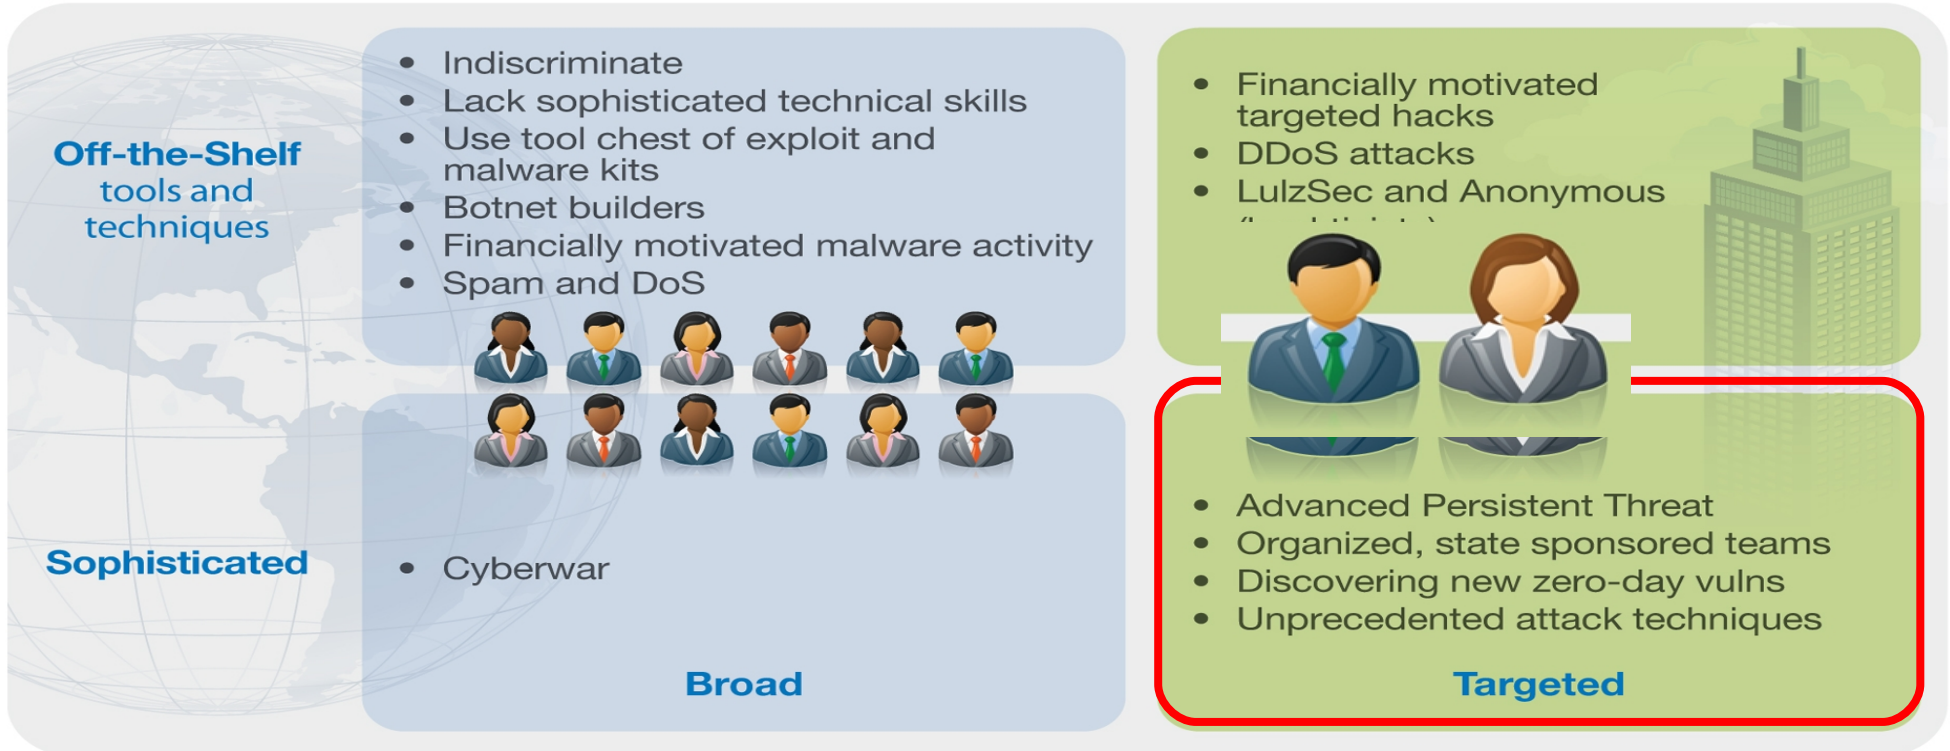 Off-the-Shelf
tools and
techniques
• Indiscriminate
• Lack sophisticated technical skills
• Use tool chest of exploit and
malware kits
• Botnet builders
• Financially motivated malware activity
• Spam and DoS
• Financially motivated
targeted hacks
• DDoS attacks
• LulzSec and Anonymous
Sophisticated
• Cyberwar
Broad
• Advanced Persistent Threat
• Organized, state sponsored teams
• Discovering new zero-day vulns
• Unprecedented attack techniques
Targeted